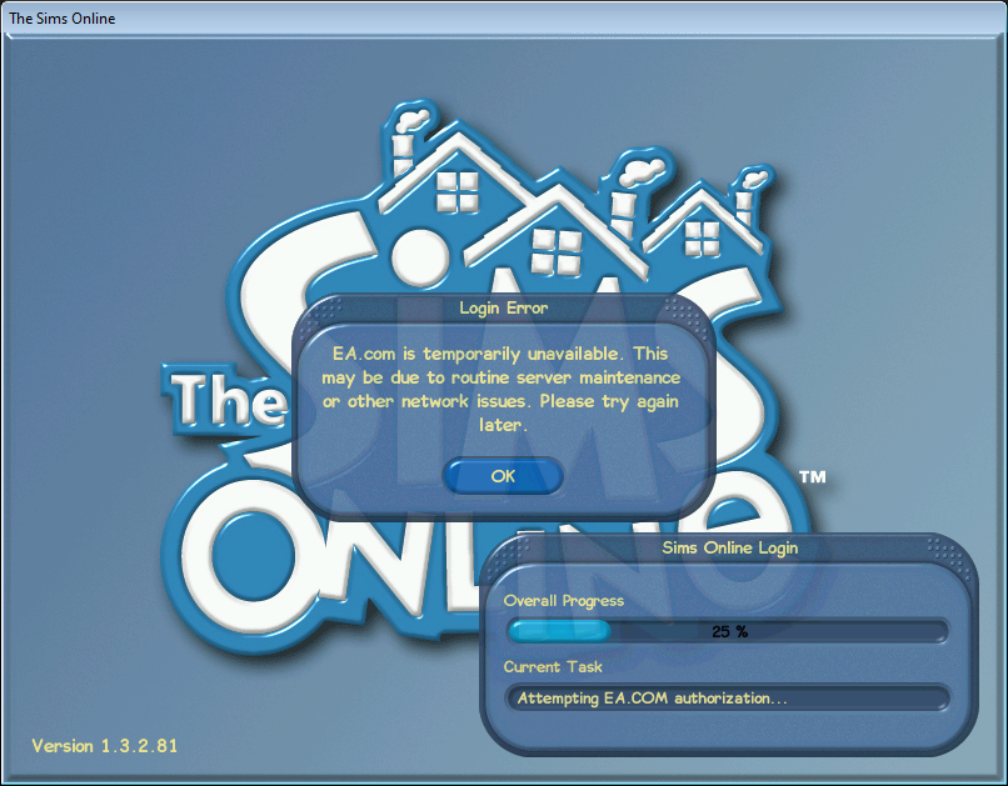 The Sims Online
The
SIMS
ONLINE
TM
Login Error
EA.com is temporarily unavailable. This
may be due to routine server maintenance
or other network issues. Please try again
later.
OK
Sims Online Login
Overall Progress
25 %
Current Task
Attempting EA.COM authorization...
Version 1.3.2.81